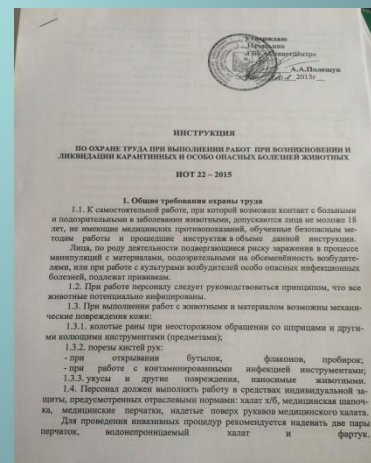 Утверждаю
Начальник
А.А.Полещук
2015г
ИНСТРУКЦИЯ
ПО ОХРАНЕ ТРУДА ПРИ ВЫПОЛНЕНИИ РАБОТ ПРИ ВОЗНИКНОВЕНИИ И
ЛИКВИДАЦИИ КАРАНТИННЫХ И ОСОБО ОПАСНЫХ БОЛЕЗНЕЙ ЖИВОТНЫХ
ИОТ 22 – 2015
1. Общие требования охраны труда
1.1. К самостоятельной работе, при которой возможен контакт с больными
и подозрительными в заболевании животными, допускаются лица не моложе 18
лет, не имеющие медицинских противопоказаний, обученные безопасным ме-
тодам работы и прошедшие инструктаж в объеме данной инструкции.
Лица, по роду деятельности подвергающиеся риску заражения в процессе
манипуляций с материалами, подозрительными на обсеменённость возбудите-
лями, или при работе с культурами возбудителей особо опасных инфекционных
болезней, подлежат прививкам.
1.2. При работе персоналу следует руководствоваться принципом, что все
животные потенциально инфицированы.
1.3. При выполнении работ с животными и материалом возможны механи-
ческие повреждения кожи:
1.3.1. колотые раны при неосторожном обращении со шприцами и други-
ми колющими инструментами (предметами);
1.3.2. порезы кистей рук:
- при открывании бутылок, флаконов, пробирок;
- при работе с контаминированными инфекцией инструментами;
1.3.3. укусы и другие повреждения, наносимые животными.
1.4. Персонал должен выполнять работу в средствах индивидуальной за-
щиты, предусмотренных отраслевыми нормами: халат х/б, медицинская шапоч-
ка, медицинские перчатки, надетые поверх рукавов медицинского халата.
Для проведения инвазивных процедур рекомендуется надевать две пары
перчаток, водонепроницаемый халат и фартук.